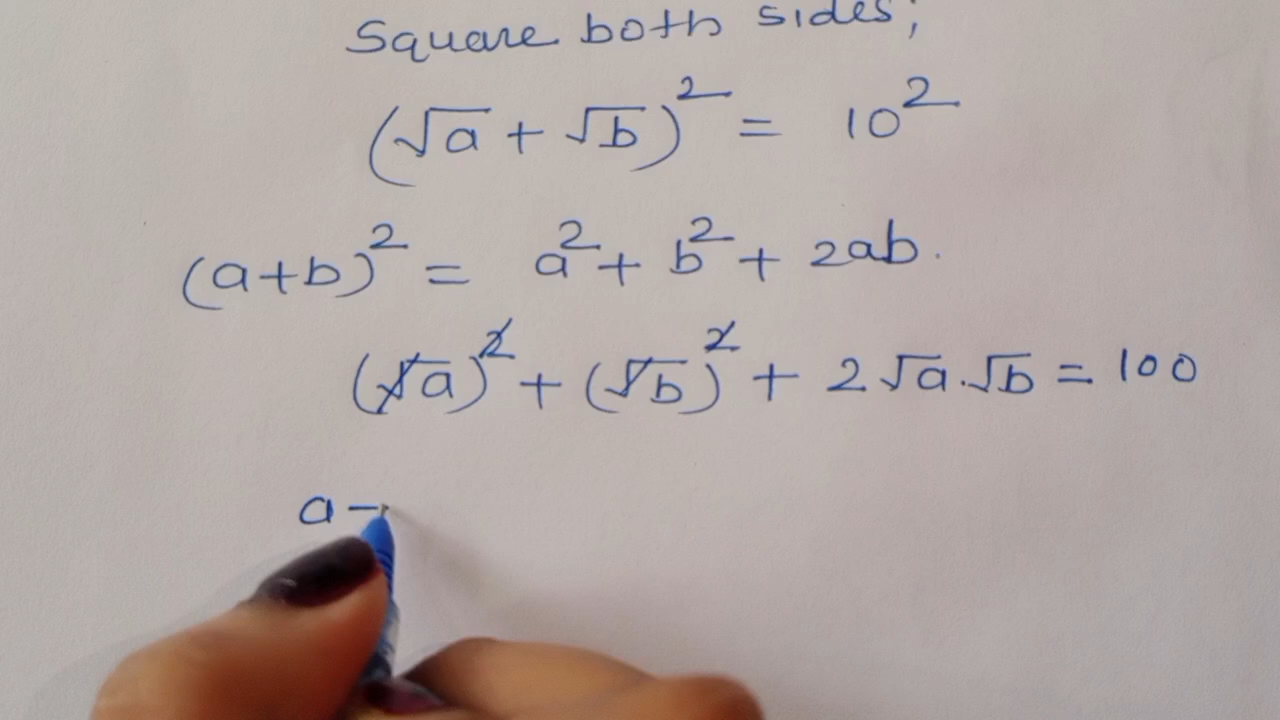 Square both sides;
(√a + √b)² = 10²
(a+b)² = a² + b² + 2ab.
(√a)² + (√b)² + 2√a.√b = 100
a -